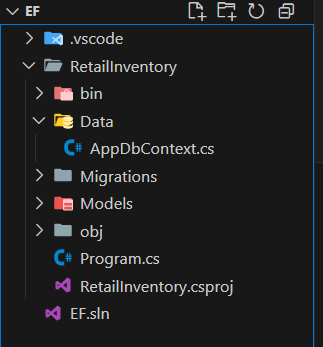 EF
.vscode
RetailInventory
bin
Data
C# AppDbContext.cs
Migrations
Models
obj
C# Program.cs
RetailInventory.csproj
EF.sln